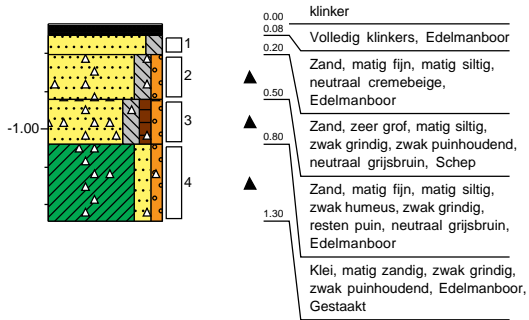 klinker
0.00
0.08
Volledig klinkers, Edelmanboor
0.20
Zand, matig fijn, matig siltig,
neutraal cremebeige,
Edelmanboor
0.50
Zand, zeer grof, matig siltig,
zwak grindig, zwak puinhoudend,
neutraal grijsbruin, Schep
0.80
Zand, matig fijn, matig siltig,
zwak humeus, zwak grindig,
resten puin, neutraal grijsbruin,
Edelmanboor
1.30
Klei, matig zandig, zwak grindig,
zwak puinhoudend, Edelmanboor,
Gestaakt
1
2
3
4
-1.00